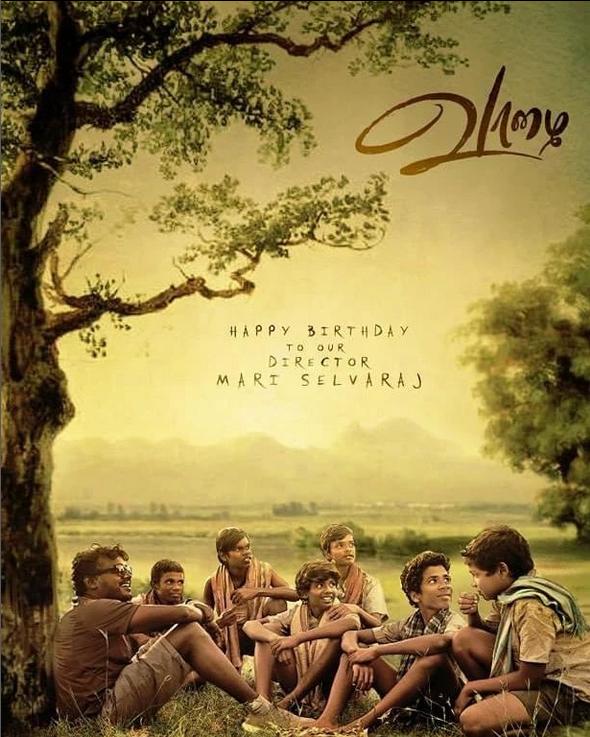 வாழை
HAPPY BIRTHDAY
TO OUR
DIRECTOR
MARI SELVARAJ